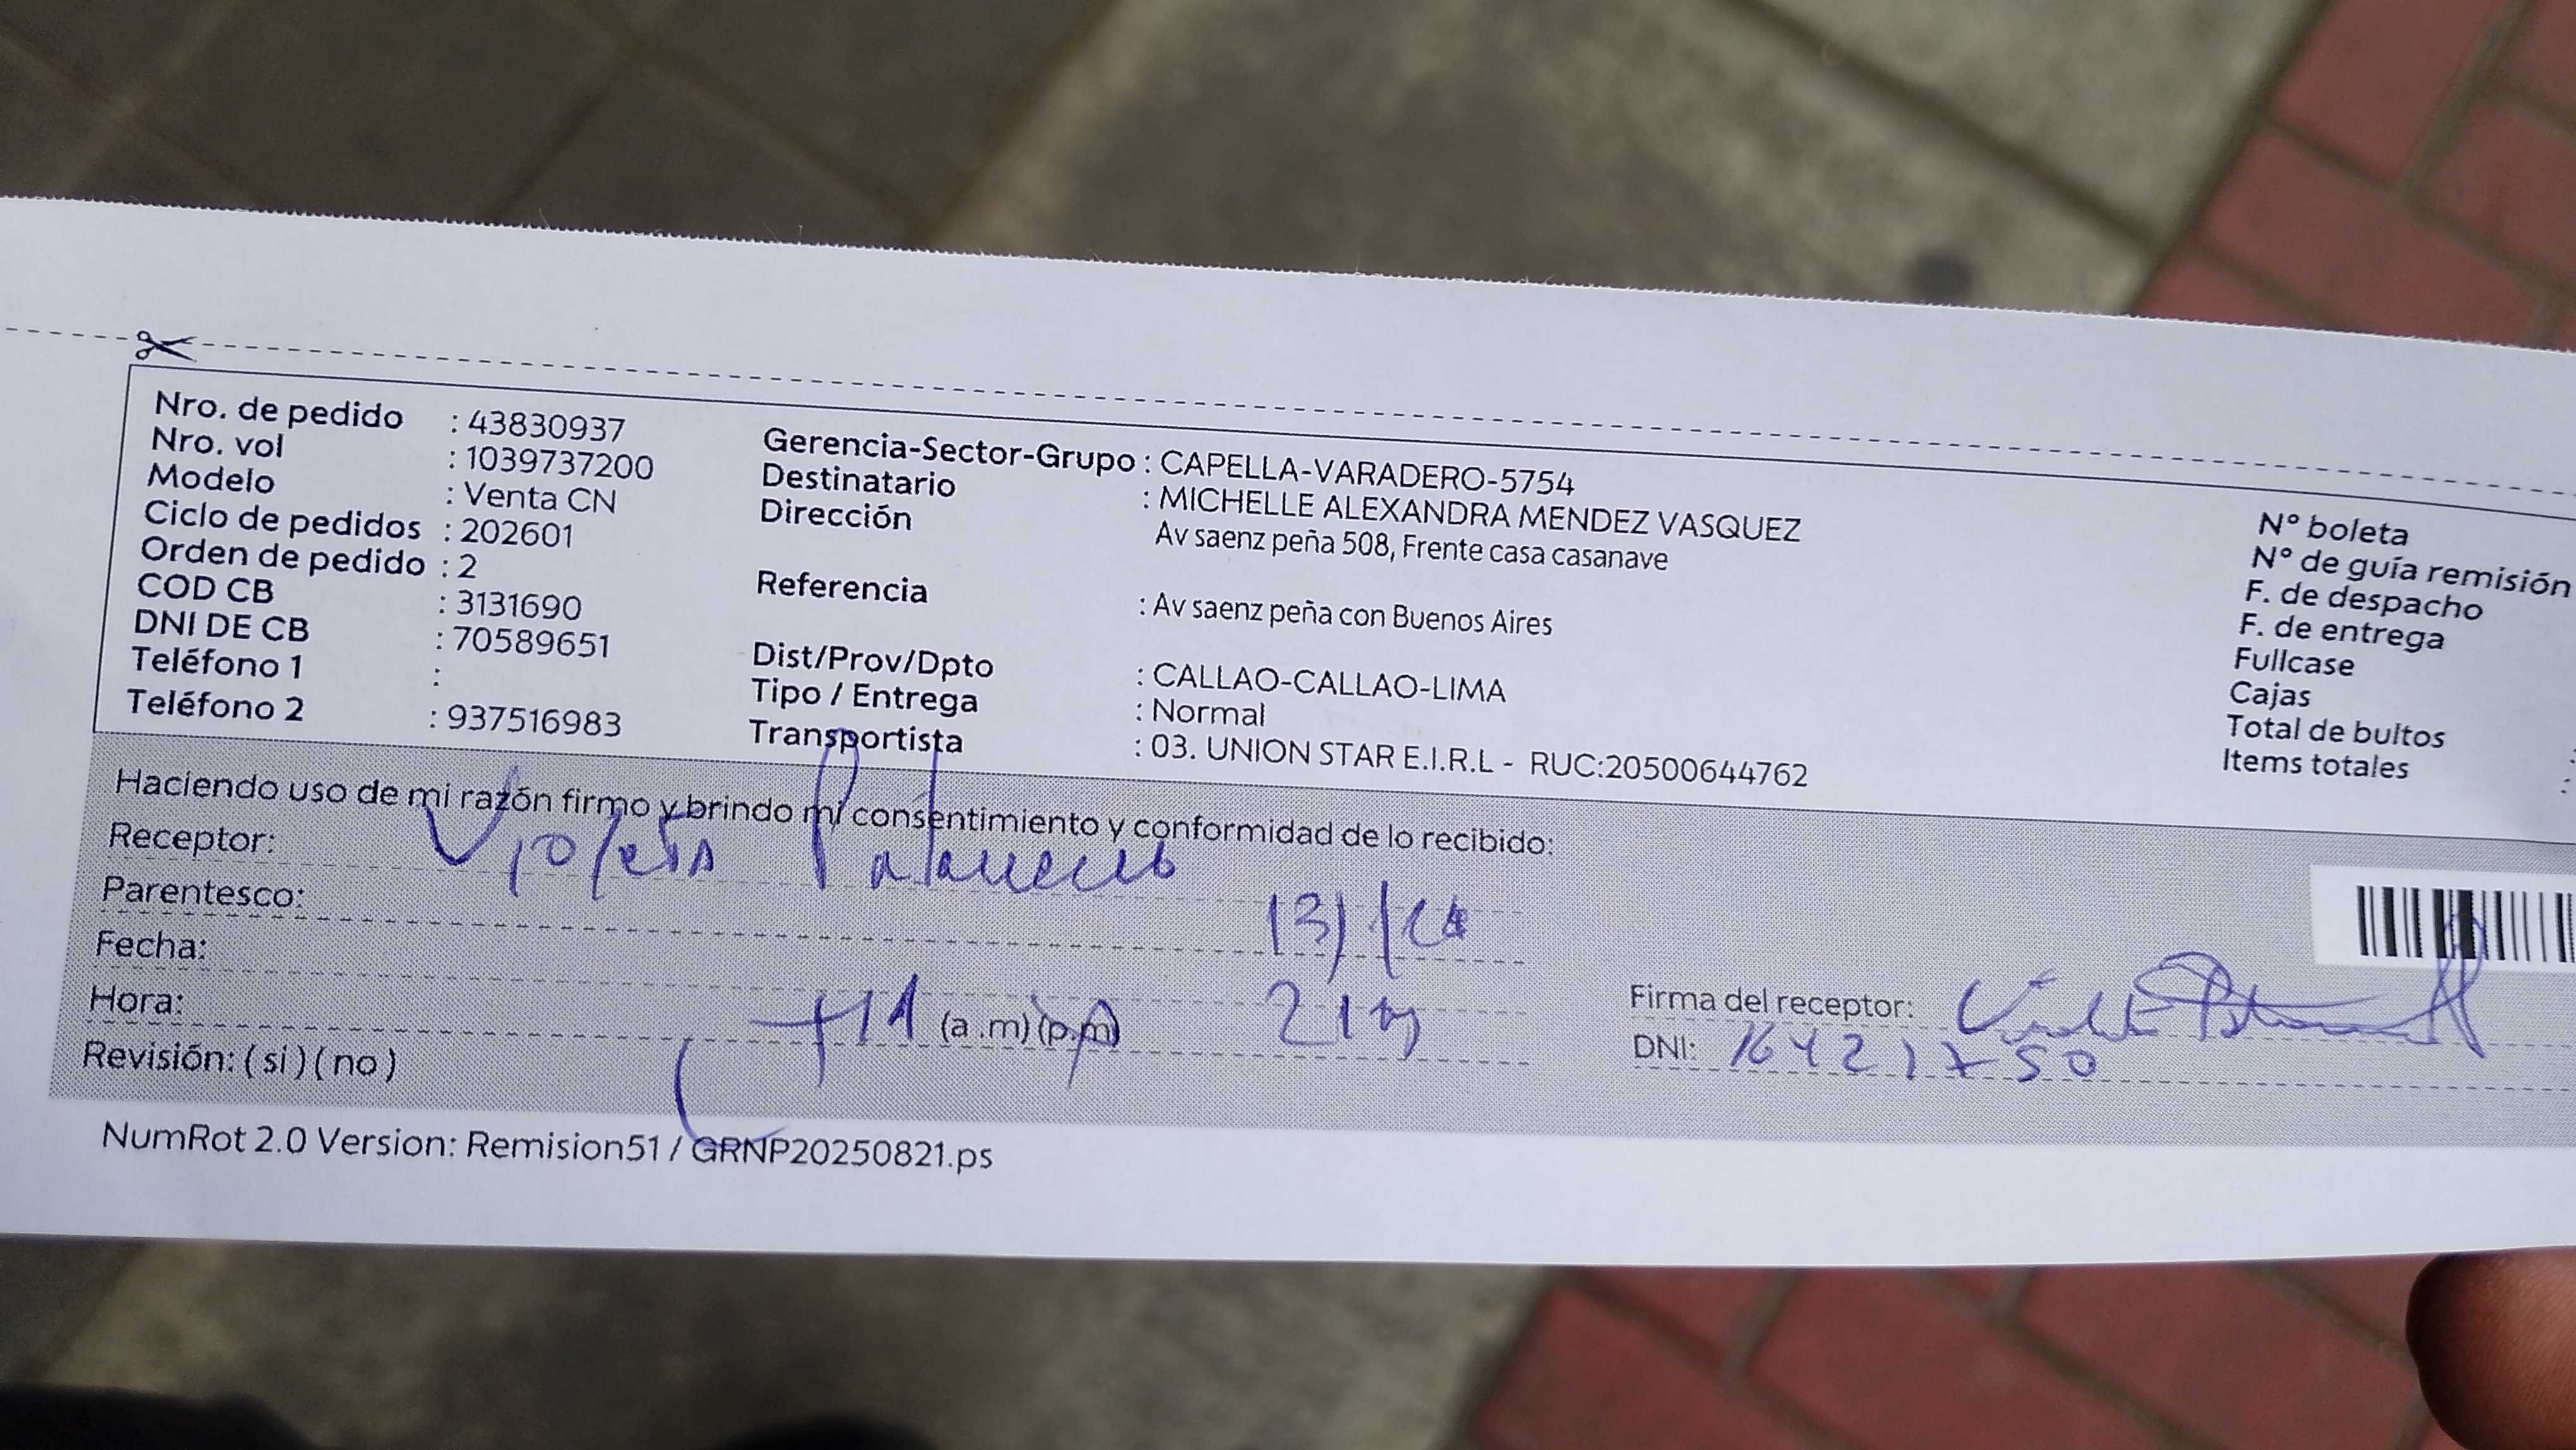 Nro. de pedido : 43830937
Nro. vol : 1039737200
Modelo : Venta CN
Ciclo de pedidos : 202601
Orden de pedido : 2
COD CB : 3131690
DNI DE CB : 70589651
Teléfono 1 :
Teléfono 2 : 937516983
Gerencia-Sector-Grupo : CAPELLA-VARADERO-5754
Destinatario : MICHELLE ALEXANDRA MENDEZ VASQUEZ
Dirección Av saenz peña 508, Frente casa casanave
Referencia : Av saenz peña con Buenos Aires
Dist/Prov/Dpto : CALLAO-CALLAO-LIMA
Tipo / Entrega : Normal
Transportista : 03. UNION STAR E.I.R.L - RUC:20500644762
N° boleta
N° de guía remisión
F. de despacho
F. de entrega
Fullcase
Cajas
Total de bultos :
Items totales :
Haciendo uso de mi razón firmo y brindo mi consentimiento y conformidad de lo recibido:
Receptor:
Parentesco:
Fecha:
Hora: (a.m)(p.m)
Revisión: ( si ) ( no )
Firma del receptor:
DNI: 16421750
NumRot 2.0 Version: Remision51 / GRNP20250821.ps